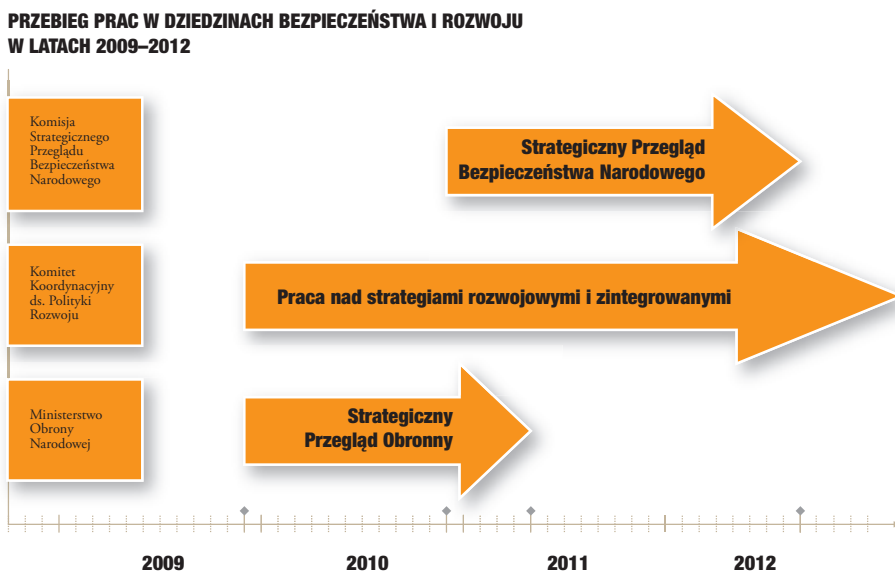 PRZEBIEG PRAC W DZIEDZINACH BEZPIECZEŃSTWA I ROZWOJU
W LATACH 2009–2012
Komisja
Strategicznego
Przeglądu
Bezpieczeństwa
Narodowego
Strategiczny Przegląd
Bezpieczeństwa Narodowego
Komitet
Koordynacyjny
ds. Polityki
Rozwoju
Praca nad strategiami rozwojowymi i zintegrowanymi
Ministerstwo
Obrony
Narodowej
Strategiczny
Przegląd Obronny
2009 2010 2011 2012